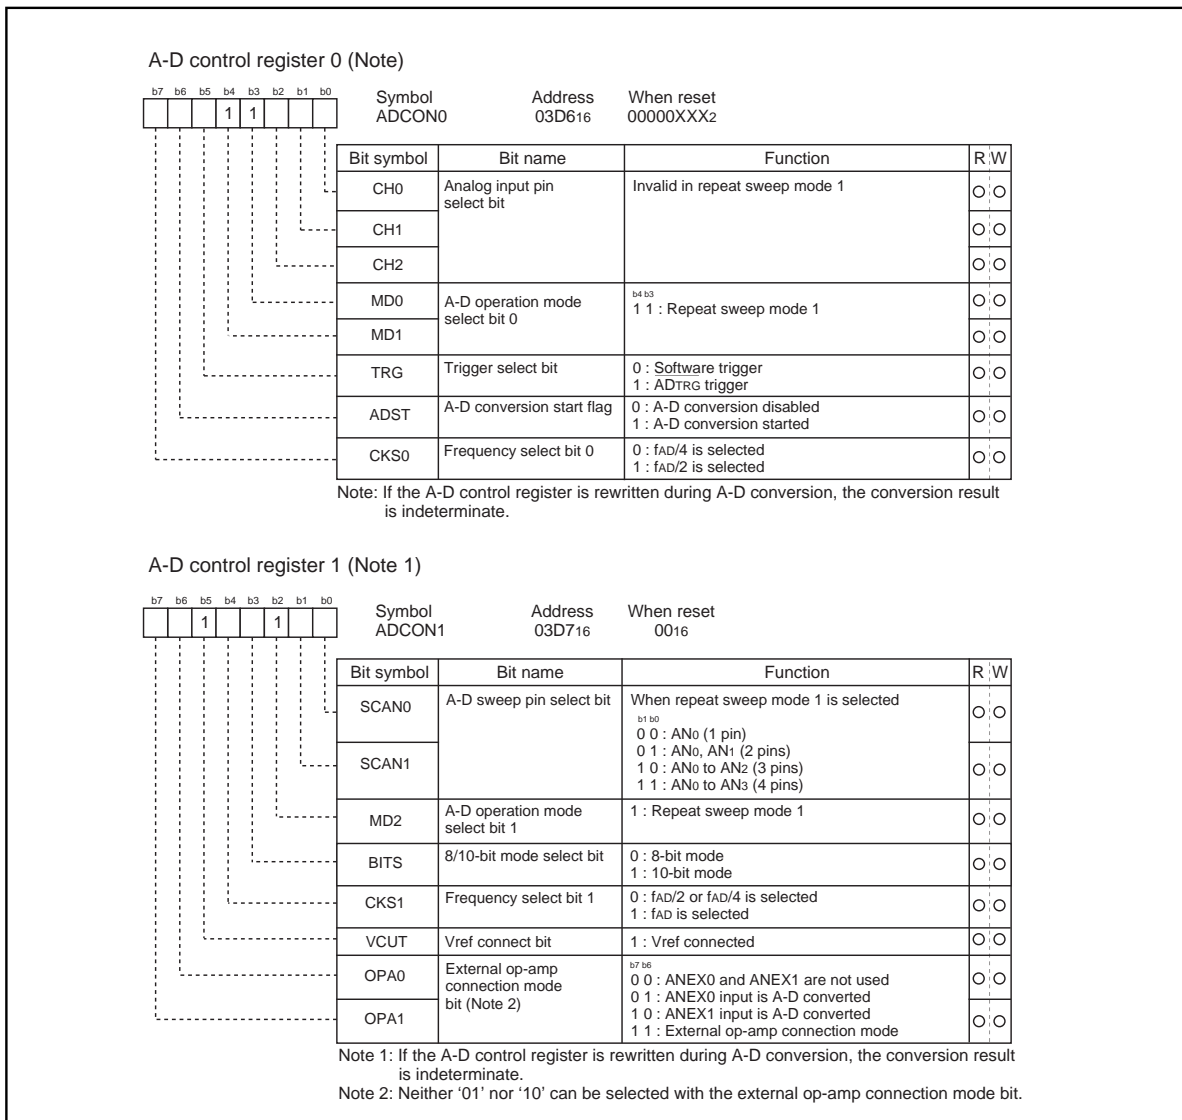 A-D control register 0 (Note)
b7 b6 b5 b4 b3 b2 b1 b0
1 1
Symbol Address When reset
ADCON0 03D616 00000XXX2
Bit symbol Bit name Function R W
CH0 Analog input pin select bit Invalid in repeat sweep mode 1
CH1
CH2
MD0 A-D operation mode select bit 0 b4 b3
1 1 : Repeat sweep mode 1
MD1
TRG Trigger select bit 0 : Software trigger
1 : ADTRG trigger
ADST A-D conversion start flag 0 : A-D conversion disabled
1 : A-D conversion started
CKS0 Frequency select bit 0 0 : fAD/4 is selected
1 : fAD/2 is selected
Note: If the A-D control register is rewritten during A-D conversion, the conversion result
is indeterminate.
A-D control register 1 (Note 1)
b7 b6 b5 b4 b3 b2 b1 b0
1 1
Symbol Address When reset
ADCON1 03D716 0016
Bit symbol Bit name Function R W
SCAN0 A-D sweep pin select bit When repeat sweep mode 1 is selected
b1 b0
0 0 : AN0 (1 pin)
0 1 : AN0, AN1 (2 pins)
SCAN1 1 0 : AN0 to AN2 (3 pins)
1 1 : AN0 to AN3 (4 pins)
MD2 A-D operation mode select bit 1 1 : Repeat sweep mode 1
BITS 8/10-bit mode select bit 0 : 8-bit mode
1 : 10-bit mode
CKS1 Frequency select bit 1 0 : fAD/2 or fAD/4 is selected
1 : fAD is selected
VCUT Vref connect bit 1 : Vref connected
OPA0 External op-amp connection mode bit (Note 2) b7 b6
0 0 : ANEX0 and ANEX1 are not used
0 1 : ANEX0 input is A-D converted
OPA1 1 0 : ANEX1 input is A-D converted
1 1 : External op-amp connection mode
Note 1: If the A-D control register is rewritten during A-D conversion, the conversion result
is indeterminate.
Note 2: Neither ‘01’ nor ‘10’ can be selected with the external op-amp connection mode bit.